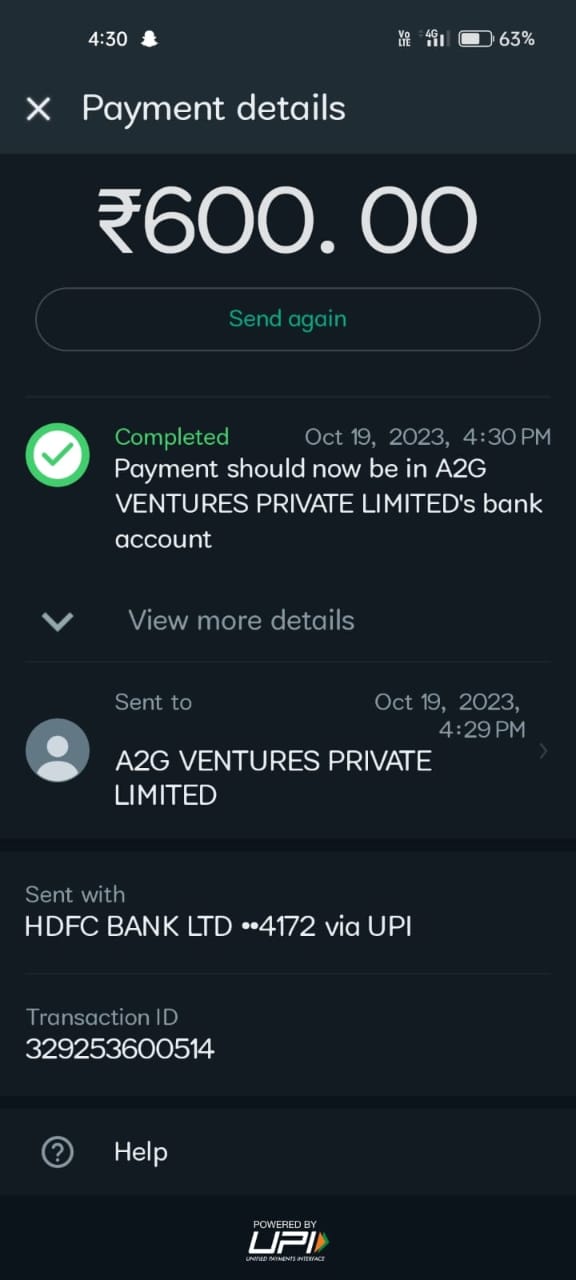 4:30
Vo LTE 4G 63%
Payment details
₹600.00
Send again
Completed Oct 19, 2023, 4:30 PM
Payment should now be in A2G
VENTURES PRIVATE LIMITED's bank
account
View more details
Sent to Oct 19, 2023,
4:29 PM
A2G VENTURES PRIVATE
LIMITED
Sent with
HDFC BANK LTD ••4172 via UPI
Transaction ID
329253600514
? Help
POWERED BY
UPI
UNIFIED PAYMENTS INTERFACE